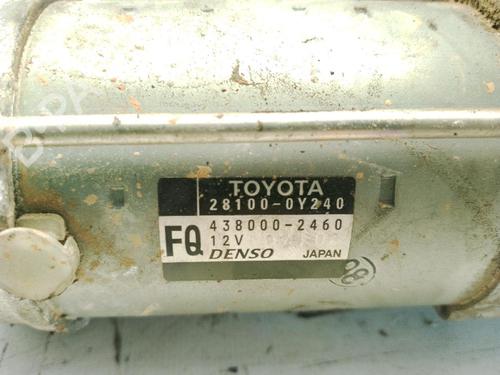 TOYOTA
28100-0Y240
FQ 438000-2460
12V
DENSO JAPAN